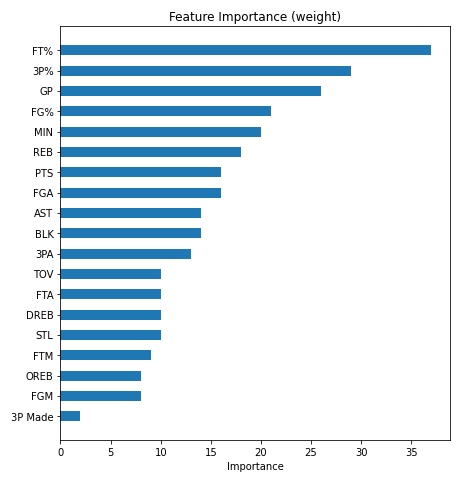 Feature Importance (weight)
FT%
3P%
GP
FG%
MIN
REB
PTS
FGA
AST
BLK
3PA
TOV
FTA
DREB
STL
FTM
OREB
FGM
3P Made
0 5 10 15 20 25 30 35
Importance